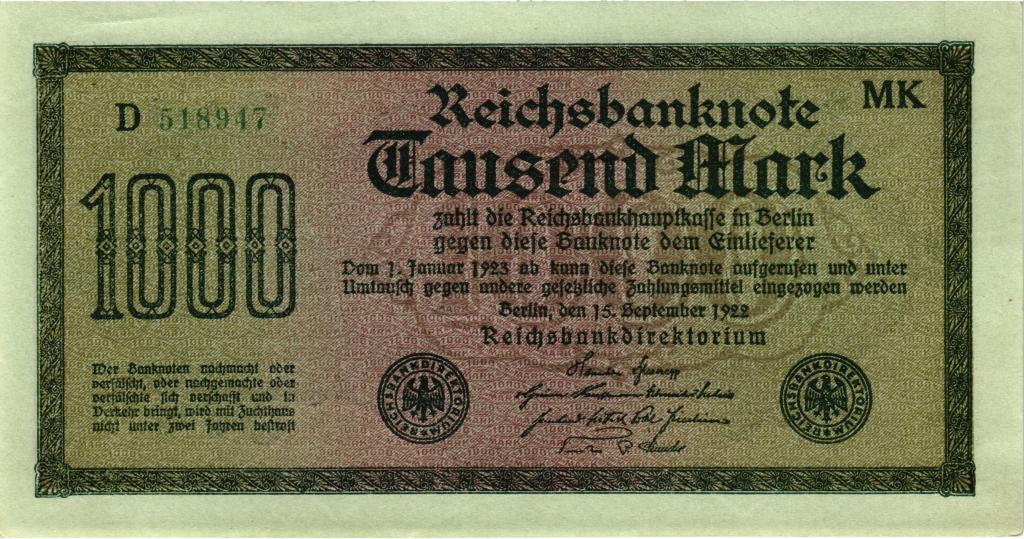 D 518947
MK
Reichsbanknote
Tausend Mark
zahlt die Reichsbankhauptkasse in Berlin
gegen diese Banknote dem Einlieferer
Vom 1. Januar 1923 ab kann diese Banknote aufgerufen und unter
Umtausch gegen andere gesetzliche Zahlungsmittel eingezogen werden
Berlin, den 15. September 1922
Reichsbankdirektorium
1000
Wer Banknoten nachmacht oder
verfälscht, oder nachgemachte oder
verfälschte sich verschafft und in
Verkehr bringt, wird mit Zuchthaus
nicht unter zwei Jahren bestraft
REICHSBANKDIREKTORIUM
REICHSBANKDIREKTORIUM